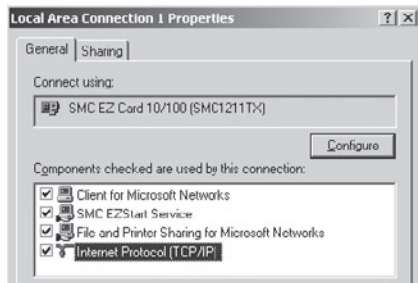 Local Area Connection 1 Properties
General Sharing
Connect using:
SMC EZ Card 10/100 (SMC1211TX)
Configure
Components checked are used by this connection:
Client for Microsoft Networks
SMC EZStart Service
File and Printer Sharing for Microsoft Networks
Internet Protocol (TCP/IP)